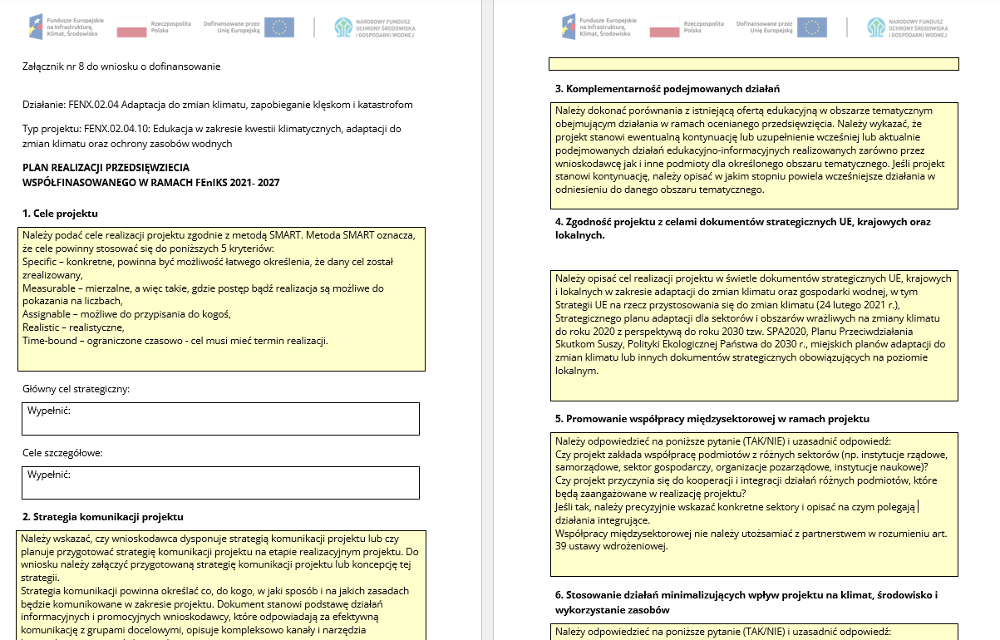 Fundusze Europejskie
na Infrastrukturę,
Klimat, Środowisko
Rzeczpospolita
Polska
Dofinansowane przez
Unię Europejską
NARODOWY FUNDUSZ
OCHRONY ŚRODOWISKA
i GOSPODARKI WODNEJ
Załącznik nr 8 do wniosku o dofinansowanie
Działanie: FENX.02.04 Adaptacja do zmian klimatu, zapobieganie klęskom i katastrofom
Typ projektu: FENX.02.04.10: Edukacja w zakresie kwestii klimatycznych, adaptacji do
zmian klimatu oraz ochrony zasobów wodnych
PLAN REALIZACJI PRZEDSIĘWZIECIA
WSPÓŁFINASOWANEGO W RAMACH FEnIKS 2021- 2027
1. Cele projektu
Należy podać cele realizacji projektu zgodnie z metodą SMART. Metoda SMART oznacza,
że cele powinny stosować się do poniższych 5 kryteriów:
Specific – konkretne, powinna być możliwość łatwego określenia, że dany cel został
zrealizowany,
Measurable – mierzalne, a więc takie, gdzie postęp bądź realizacja są możliwe do
pokazania na liczbach,
Assignable – możliwe do przypisania do kogoś,
Realistic – realistyczne,
Time-bound – ograniczone czasowo - cel musi mieć termin realizacji.
Główny cel strategiczny:
Wypełnić:
Cele szczegółowe:
Wypełnić:
2. Strategia komunikacji projektu
Należy wskazać, czy wnioskodawca dysponuje strategią komunikacji projektu lub czy
planuje przygotować strategię komunikacji projektu na etapie realizacyjnym projektu. Do
wniosku należy załączyć przygotowaną strategię komunikacji projektu lub koncepcję tej
strategii.
Strategia komunikacji powinna określać co, do kogo, w jaki sposób i na jakich zasadach
będzie komunikowane w zakresie projektu. Dokument stanowi podstawę działań
informacyjnych i promocyjnych wnioskodawcy, które odpowiadają za efektywną
komunikację z grupami docelowymi, opisuje kompleksowo kanały i narzędzia
Fundusze Europejskie
na Infrastrukturę,
Klimat, Środowisko
Rzeczpospolita
Polska
Dofinansowane przez
Unię Europejską
NARODOWY FUNDUSZ
OCHRONY ŚRODOWISKA
i GOSPODARKI WODNEJ
3. Komplementarność podejmowanych działań
Należy dokonać porównania z istniejącą ofertą edukacyjną w obszarze tematycznym
obejmującym działania w ramach ocenianego przedsięwzięcia. Należy wykazać, że
projekt stanowi ewentualną kontynuację lub uzupełnienie wcześniej lub aktualnie
podejmowanych działań edukacyjno-informacyjnych realizowanych zarówno przez
wnioskodawcę jak i inne podmioty dla określonego obszaru tematycznego. Jeśli projekt
stanowi kontynuację, należy opisać w jakim stopniu powiela wcześniejsze działania w
odniesieniu do danego obszaru tematycznego.
4. Zgodność projektu z celami dokumentów strategicznych UE, krajowych oraz
lokalnych.
Należy opisać cel realizacji projektu w świetle dokumentów strategicznych UE, krajowych
i lokalnych w zakresie adaptacji do zmian klimatu oraz gospodarki wodnej, w tym
Strategii UE na rzecz przystosowania się do zmian klimatu (24 lutego 2021 r.),
Strategicznego planu adaptacji dla sektorów i obszarów wrażliwych na zmiany klimatu
do roku 2020 z perspektywą do roku 2030 tzw. SPA2020, Planu Przeciwdziałania
Skutkom Suszy, Polityki Ekologicznej Państwa do 2030 r., miejskich planów adaptacji do
zmian klimatu lub innych dokumentów strategicznych obowiązujących na poziomie
lokalnym.
5. Promowanie współpracy międzysektorowej w ramach projektu
Należy odpowiedzieć na poniższe pytanie (TAK/NIE) i uzasadnić odpowiedź:
Czy projekt zakłada współpracę podmiotów z różnych sektorów (np. instytucje rządowe,
samorządowe, sektor gospodarczy, organizacje pozarządowe, instytucje naukowe)?
Czy projekt przyczynia się do kooperacji i integracji działań różnych podmiotów, które
będą zaangażowane w realizację projektu?
Jeśli tak, należy precyzyjnie wskazać konkretne sektory i opisać na czym polegają
działania integrujące.
Współpracy międzysektorowej nie należy utożsamiać z partnerstwem w rozumieniu art.
39 ustawy wdrożeniowej.
6. Stosowanie działań minimalizujących wpływ projektu na klimat, środowisko i
wykorzystanie zasobów
Należy odpowiedzieć na poniższe pytanie (TAK/NIE) i uzasadnić odpowiedź: